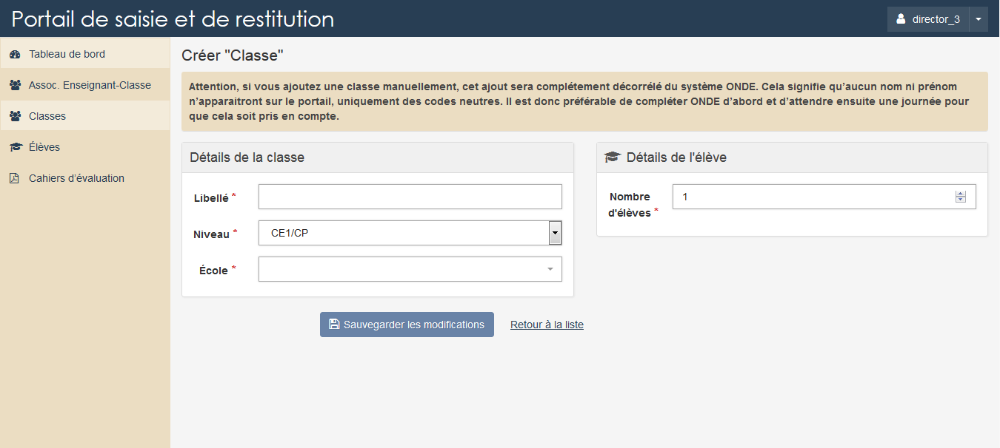 Portail de saisie et de restitution
director_3
Tableau de bord
Assoc. Enseignant-Classe
Classes
Élèves
Cahiers d'évaluation
Créer "Classe"
Attention, si vous ajoutez une classe manuellement, cet ajout sera complétement décorrélé du système ONDE. Cela signifie qu'aucun nom ni prénom
n'apparaitront sur le portail, uniquement des codes neutres. Il est donc préférable de compléter ONDE d'abord et d'attendre ensuite une journée pour
que cela soit pris en compte.
Détails de la classe
Libellé *
Niveau *
CE1/CP
École *
Détails de l'élève
Nombre
d'élèves *
1
Sauvegarder les modifications
Retour à la liste